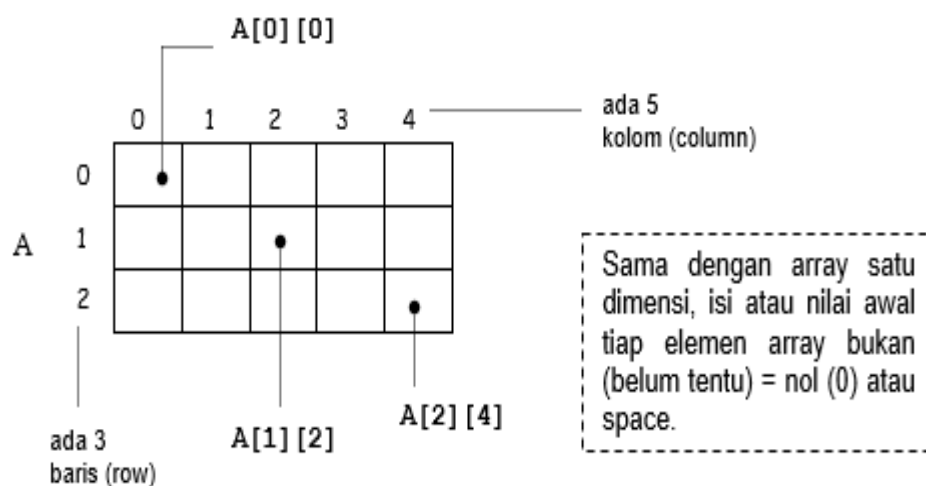 A[0] [0]
0 1 2 3 4
ada 5
kolom (column)
0
A 1
2
Sama dengan array satu
dimensi, isi atau nilai awal
tiap elemen array bukan
(belum tentu) = nol (0) atau
space.
ada 3
baris (row)
A[1] [2]
A[2] [4]